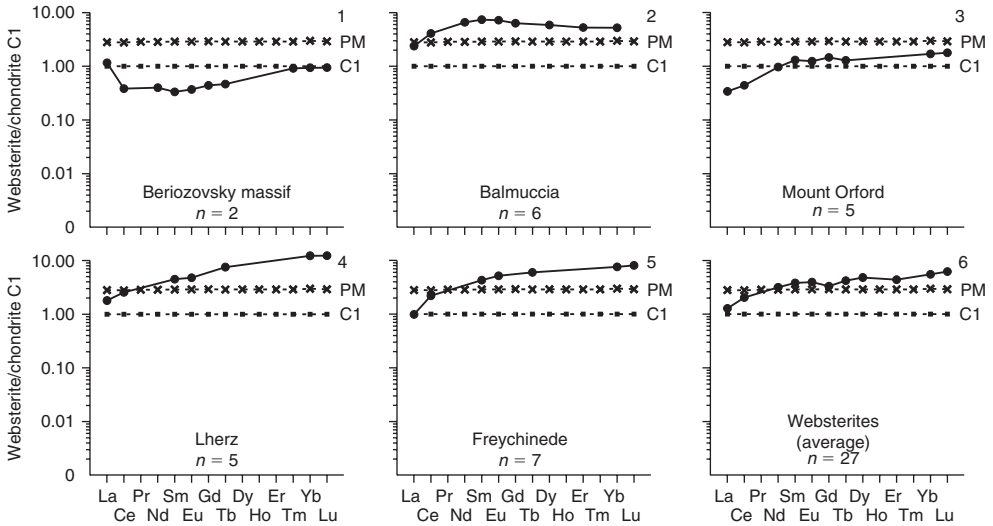 Websterite/chondrite C1
10.00
1.00
0.10
0.01
0
1
PM
C1
Beriozovsky massif
n = 2
2
PM
C1
Balmuccia
n = 6
3
PM
C1
Mount Orford
n = 5
Websterite/chondrite C1
10.00
1.00
0.10
0.01
0
4
PM
C1
Lherz
n = 5
5
PM
C1
Freychinede
n = 7
6
PM
C1
Websterites
(average)
n = 27
La Pr Sm Gd Dy Er Yb
Ce Nd Eu Tb Ho Tm Lu
La Pr Sm Gd Dy Er Yb
Ce Nd Eu Tb Ho Tm Lu
La Pr Sm Gd Dy Er Yb
Ce Nd Eu Tb Ho Tm Lu